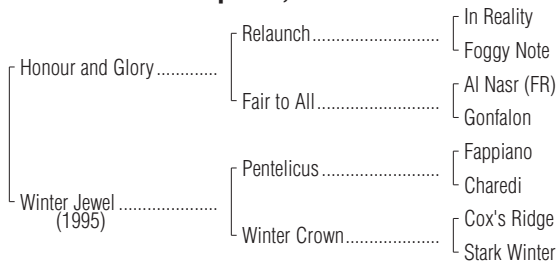 Relaunch
In Reality
Foggy Note
Honour and Glory
Fair to All
Al Nasr (FR)
Gonfalon
Pentelicus
Fappiano
Charedi
Winter Jewel
(1995)
Winter Crown
Cox's Ridge
Stark Winter